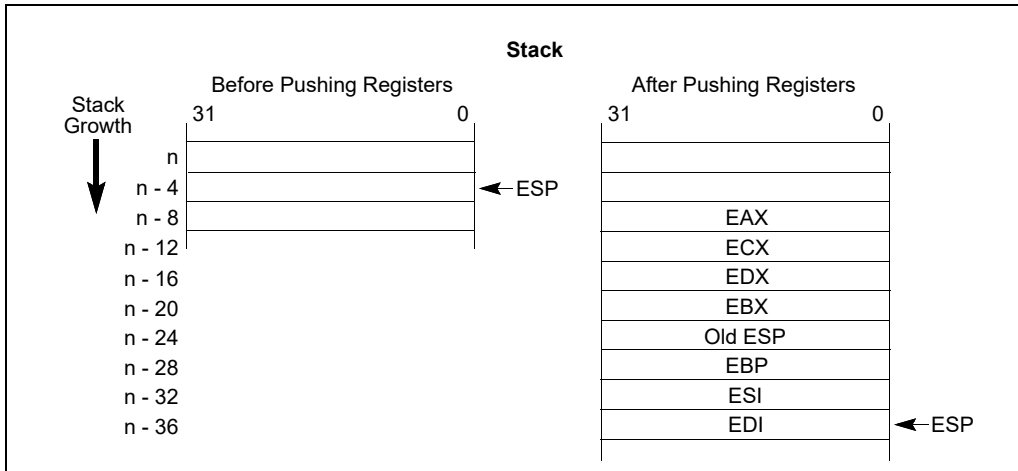 Stack
Before Pushing Registers
After Pushing Registers
Stack
Growth
31 0
31 0
n
n - 4 ESP
n - 8 EAX
n - 12 ECX
n - 16 EDX
n - 20 EBX
n - 24 Old ESP
n - 28 EBP
n - 32 ESI
n - 36 EDI ESP